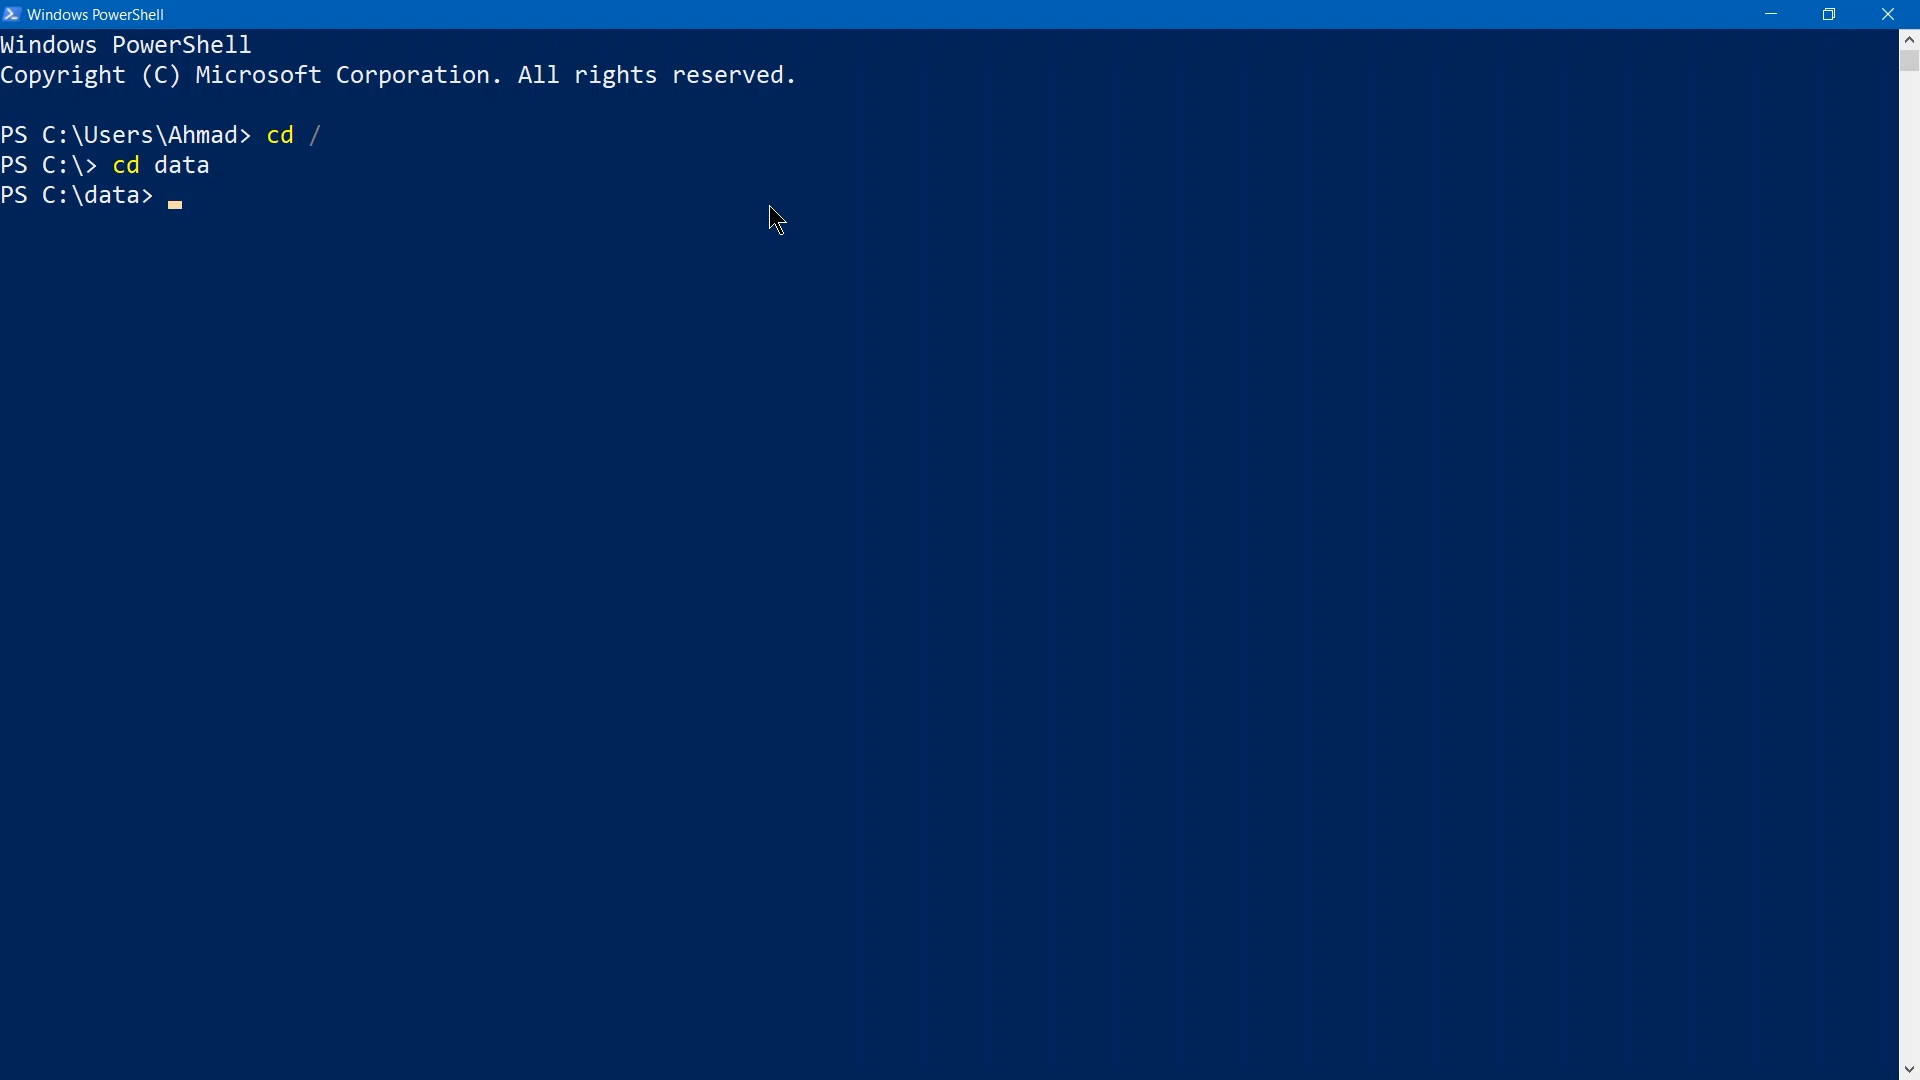 Windows PowerShell
Windows PowerShell
Copyright (C) Microsoft Corporation. All rights reserved.
PS C:\Users\Ahmad> cd /
PS C:\> cd data
PS C:\data>